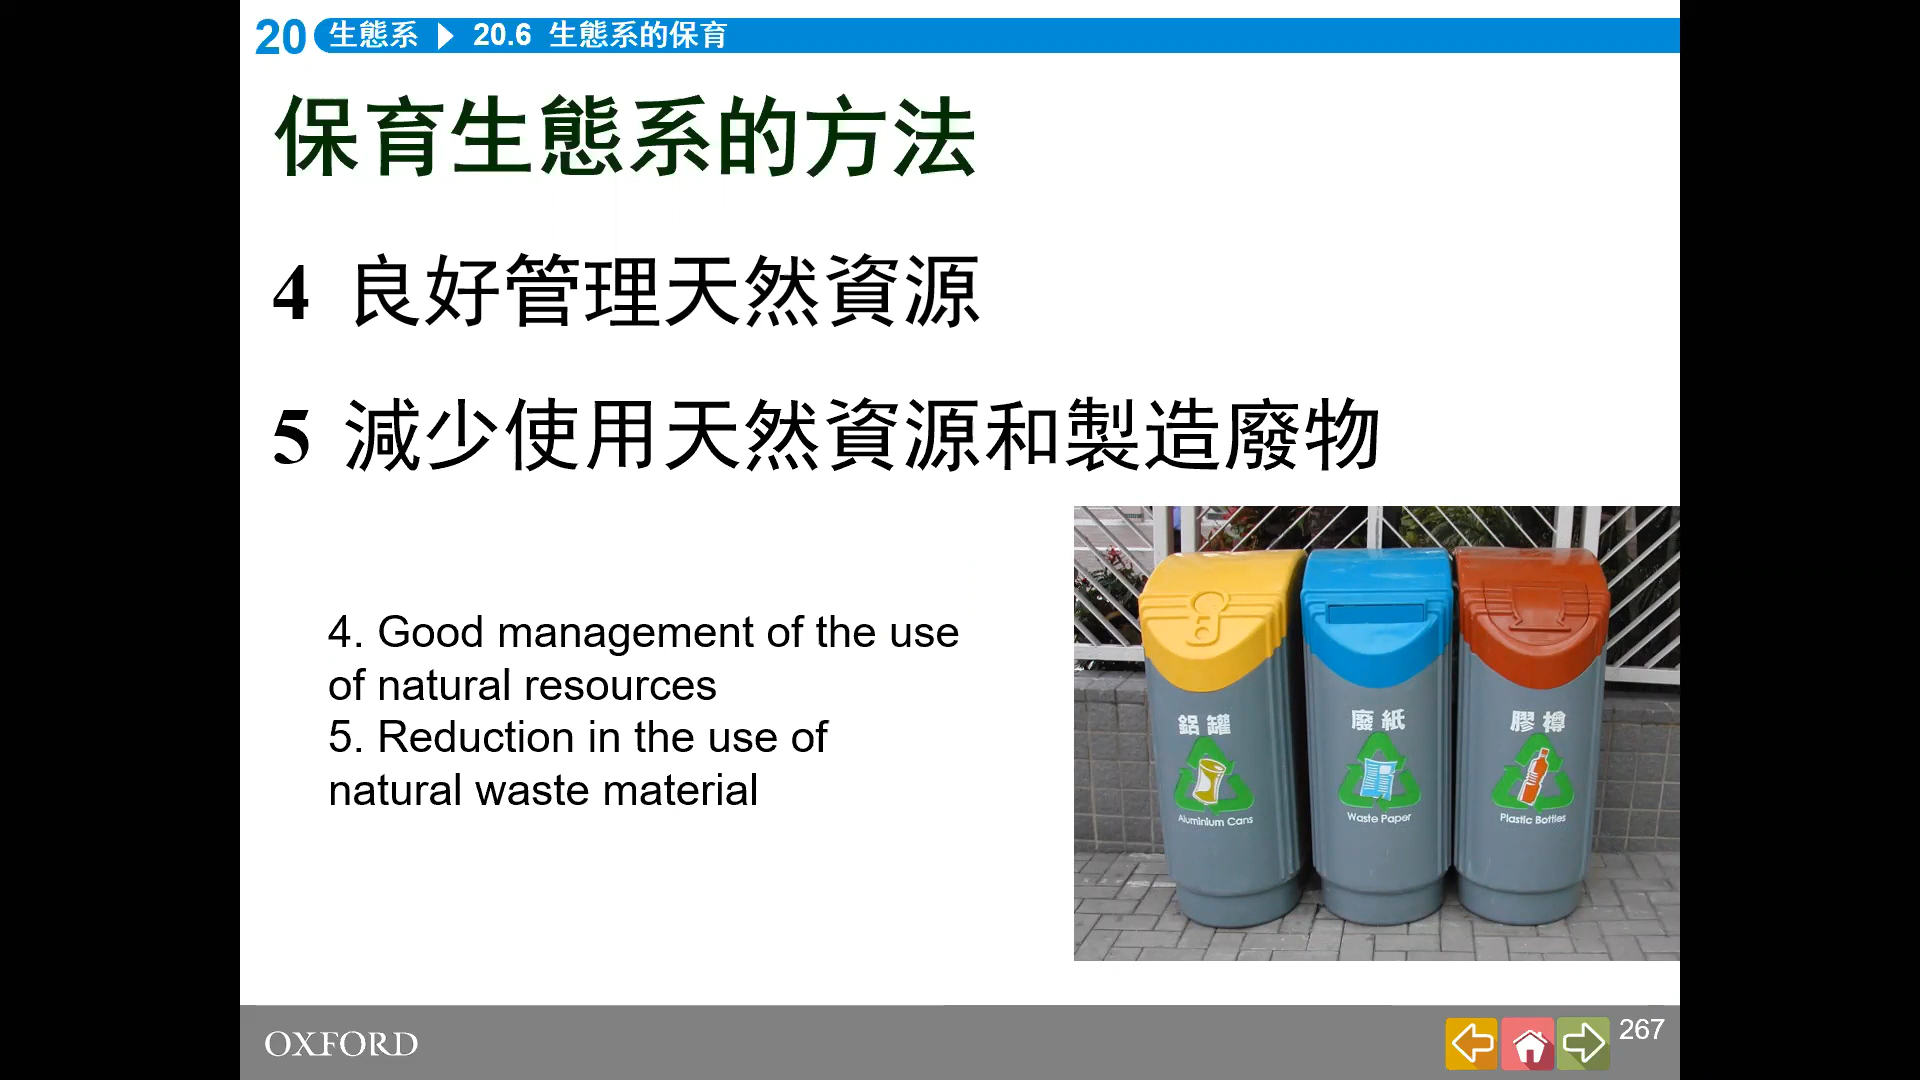 20 生態系 20.6 生態系的保育
保育生態系的方法
4 良好管理天然資源
5 減少使用天然資源和製造廢物
4. Good management of the use
of natural resources
5. Reduction in the use of
natural waste material
鋁罐
Aluminium Cans
廢紙
Waste Paper
膠樽
Plastic Bottles
OXFORD
267